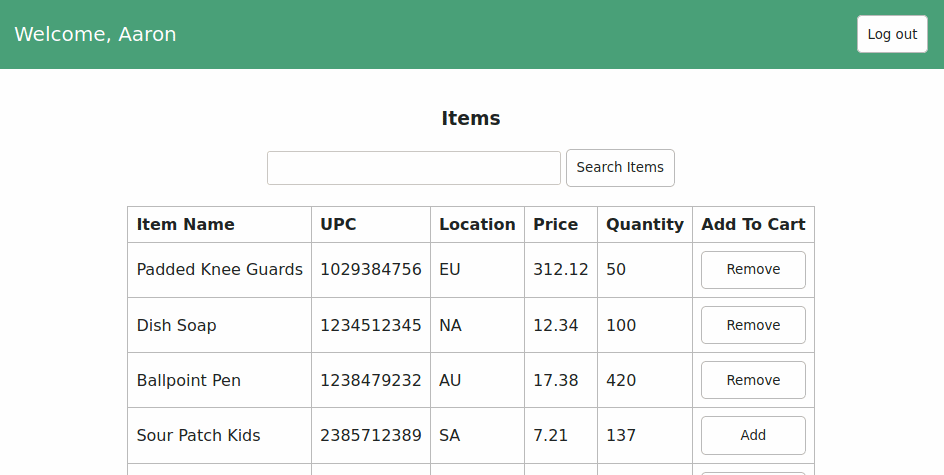 Welcome, Aaron
Log out
Items
Search Items
Item Name UPC Location Price Quantity Add To Cart
Padded Knee Guards 1029384756 EU 312.12 50 Remove
Dish Soap 1234512345 NA 12.34 100 Remove
Ballpoint Pen 1238479232 AU 17.38 420 Remove
Sour Patch Kids 2385712389 SA 7.21 137 Add